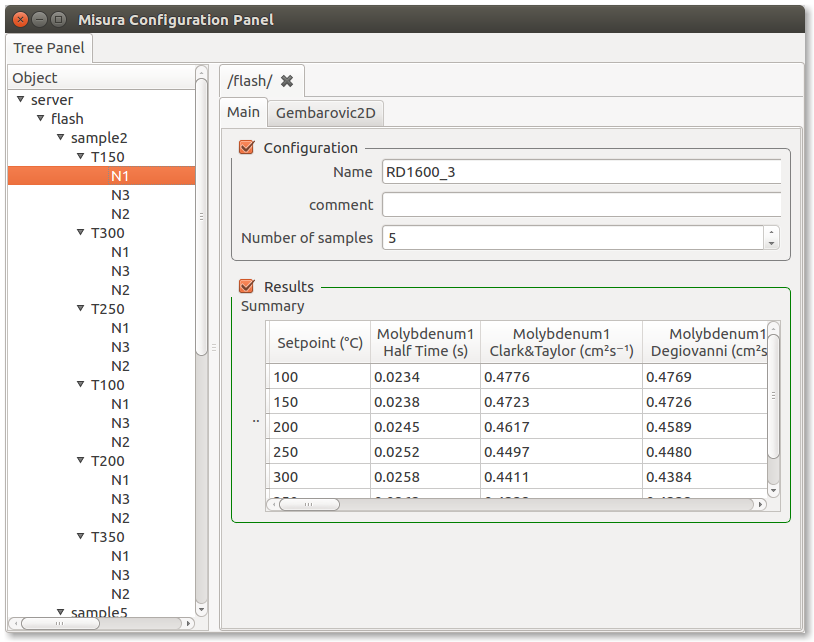 Misura Configuration Panel
Tree Panel
Object
server
flash
sample2
T150
N1
N3
N2
T300
N1
N3
N2
T250
N1
N3
N2
T100
N1
N3
N2
T200
N1
N3
N2
T350
N1
N3
N2
sample5
/flash/
Main Gembarovic2D
Configuration
Name RD1600_3
comment
Number of samples 5
Results
Summary
Setpoint (°C) Molybdenum1 Half Time (s) Molybdenum1 Clark&Taylor (cm²s⁻¹) Molybdenum1 Degiovanni (cm²s
100 0.0234 0.4776 0.4769
150 0.0238 0.4723 0.4726
200 0.0245 0.4617 0.4589
250 0.0252 0.4497 0.4480
300 0.0258 0.4411 0.4384